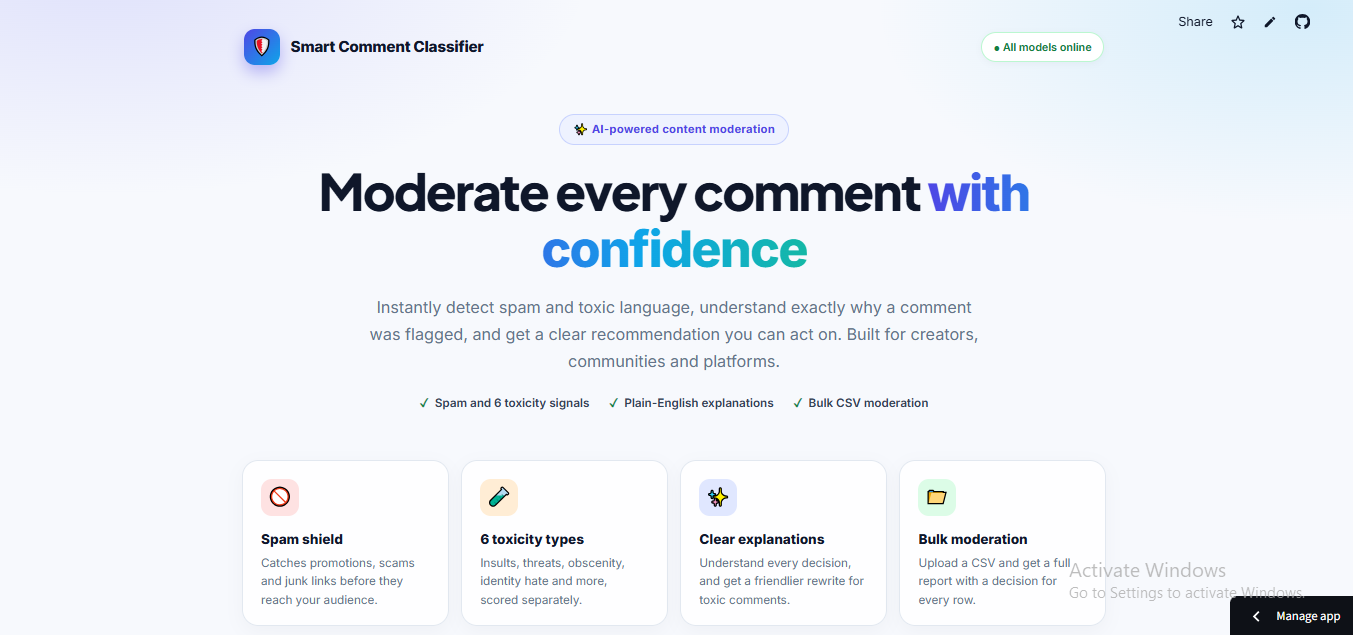 Share
Smart Comment Classifier
● All models online
AI-powered content moderation
Moderate every comment with
confidence
Instantly detect spam and toxic language, understand exactly why a comment
was flagged, and get a clear recommendation you can act on. Built for creators,
communities and platforms.
✓ Spam and 6 toxicity signals ✓ Plain-English explanations ✓ Bulk CSV moderation
Spam shield
Catches promotions, scams
and junk links before they
reach your audience.
6 toxicity types
Insults, threats, obscenity,
identity hate and more,
scored separately.
Clear explanations
Understand every decision,
and get a friendlier rewrite for
toxic comments.
Bulk moderation
Upload a CSV and get a full
report with a decision for
every row.
Activate Windows
Go to Settings to activate Windows.
Manage app